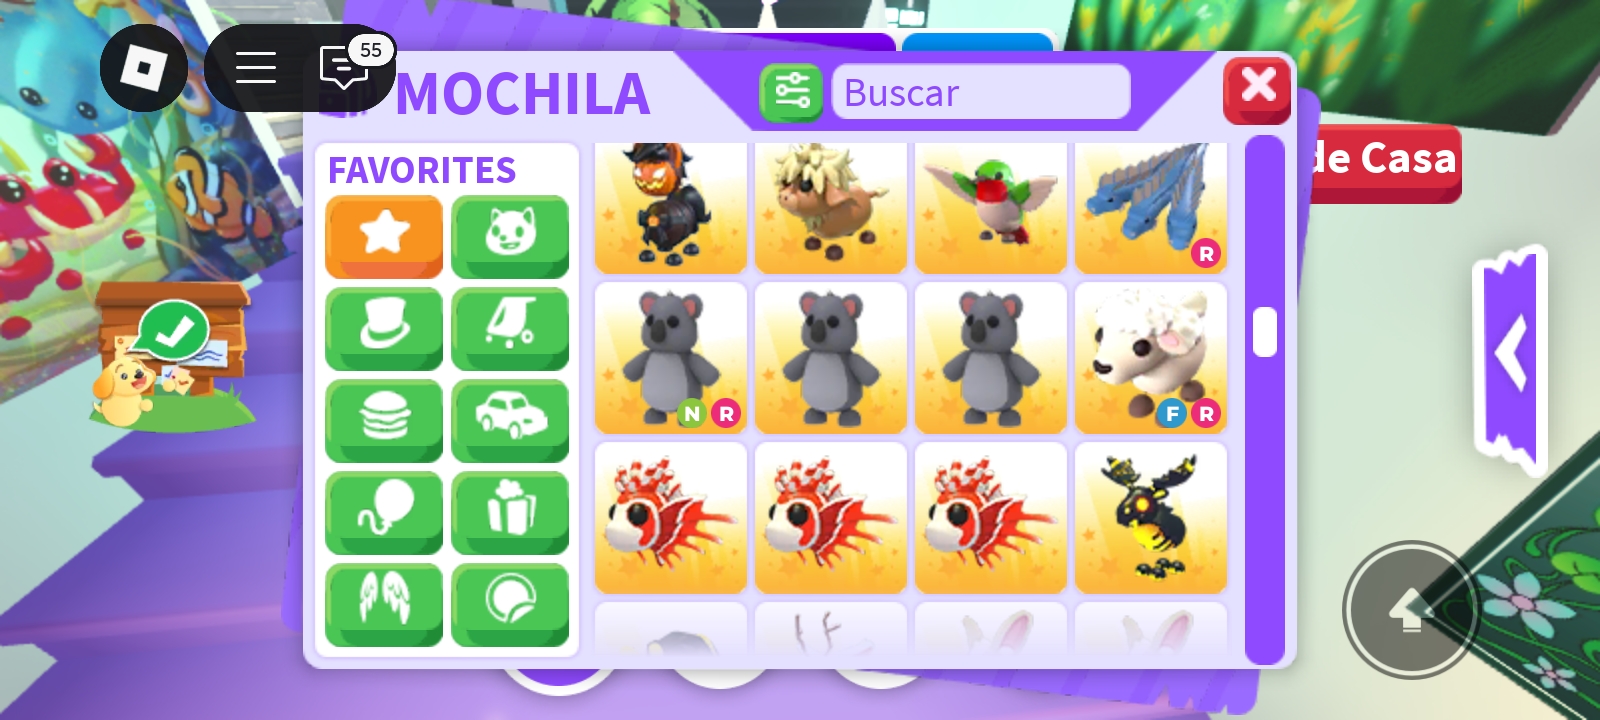 55
MOCHILA
Buscar
FAVORITES
de Casa
R
N R
F R